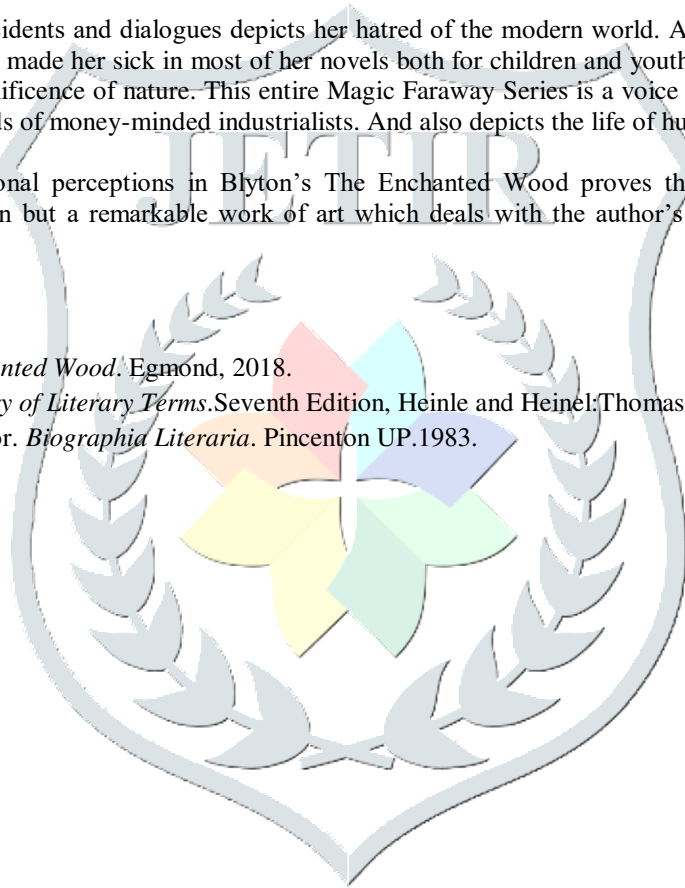 idents and dialogues depicts her hatred of the modern world. A
made her sick in most of her novels both for children and youth
nificence of nature. This entire Magic Faraway Series is a voice
ds of money-minded industrialists. And also depicts the life of hu
JETIR
onal perceptions in Blyton’s The Enchanted Wood proves th
n but a remarkable work of art which deals with the author’s
nted Wood. Egmond, 2018.
y of Literary Terms.Seventh Edition, Heinle and Heinel:Thomas
or. Biographia Literaria. Pincenton UP.1983.